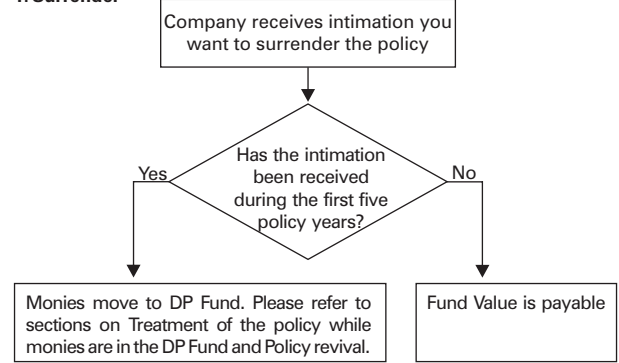 Company receives intimation you
want to surrender the policy
Has the intimation
been received
during the first five
policy years?
Yes
No
Monies move to DP Fund. Please refer to
sections on Treatment of the policy while
monies are in the DP Fund and Policy revival.
Fund Value is payable